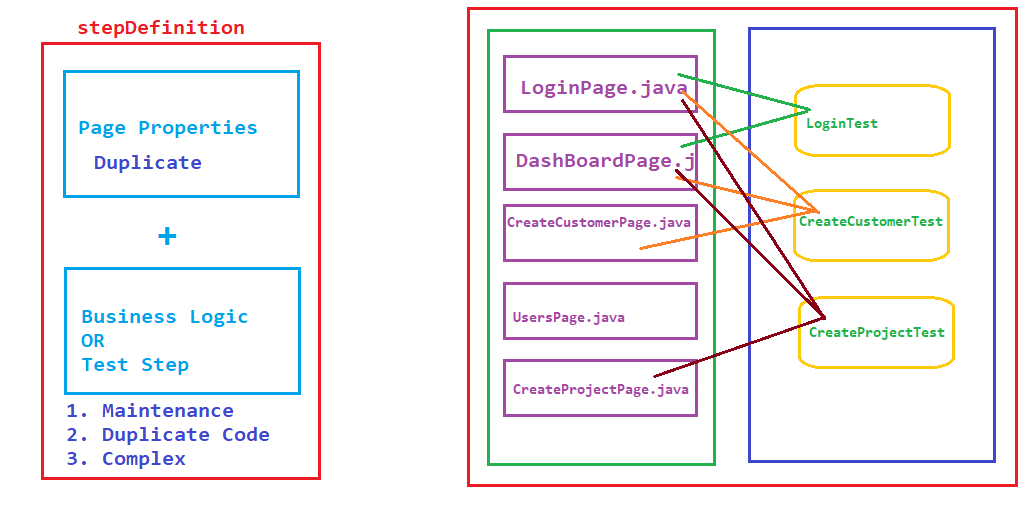 stepDefinition
Page Properties
Duplicate
+
Business Logic
OR
Test Step
1. Maintenance
2. Duplicate Code
3. Complex
LoginPage.java
DashBoardPage.j
CreateCustomerPage.java
UsersPage.java
CreateProjectPage.java
LoginTest
CreateCustomerTest
CreateProjectTest